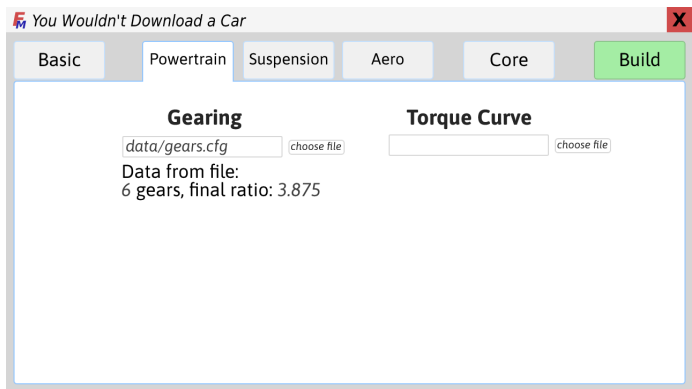 FM You Wouldn't Download a Car X
Basic Powertrain Suspension Aero Core Build
Gearing Torque Curve
data/gears.cfg choose file choose file
Data from file:
6 gears, final ratio: 3.875